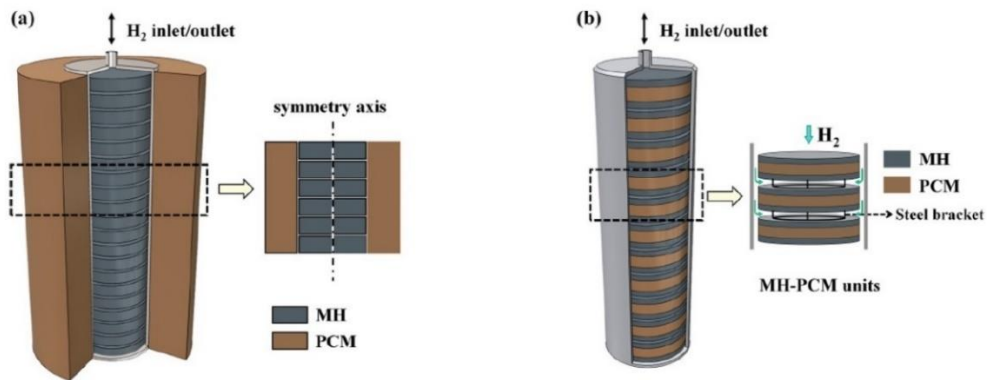 (a)
H₂ inlet/outlet
symmetry axis
MH
PCM
(b)
H₂ inlet/outlet
H₂
MH
PCM
Steel bracket
MH-PCM units